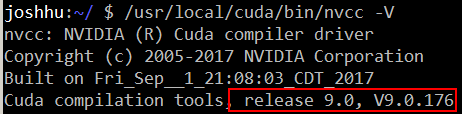 joshhu:~/ $ /usr/local/cuda/bin/nvcc -V
nvcc: NVIDIA (R) Cuda compiler driver
Copyright (c) 2005-2017 NVIDIA Corporation
Built on Fri_Sep__1_21:08:03_CDT_2017
Cuda compilation tools, release 9.0, V9.0.176